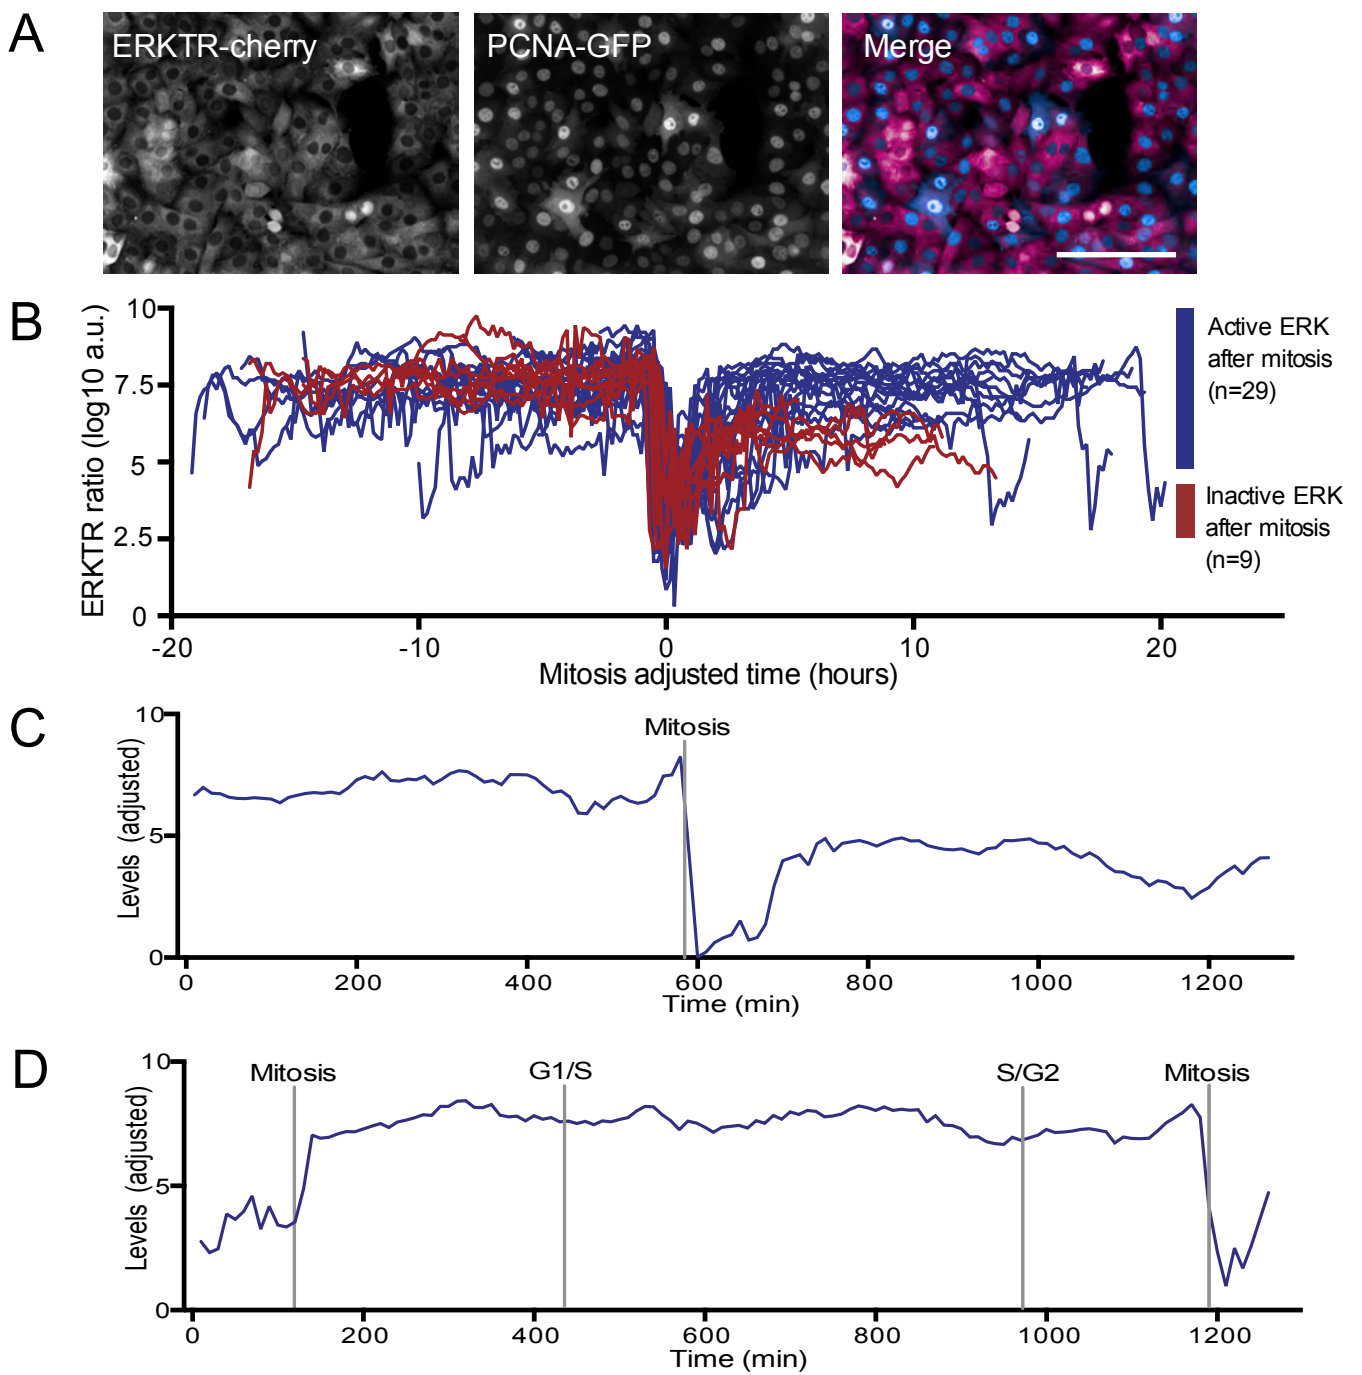 A
ERKTR-cherry
PCNA-GFP
Merge
B
ERKTR ratio (log10 a.u.)
10
7.5
5
2.5
0
-20
-10
0
10
20
Mitosis adjusted time (hours)
Active ERK
after mitosis
(n=29)
Inactive ERK
after mitosis
(n=9)
C
Levels (adjusted)
10
5
0
Mitosis
0
200
400
600
800
1000
1200
Time (min)
D
Levels (adjusted)
10
5
0
Mitosis
G1/S
S/G2
Mitosis
0
200
400
600
800
1000
1200
Time (min)